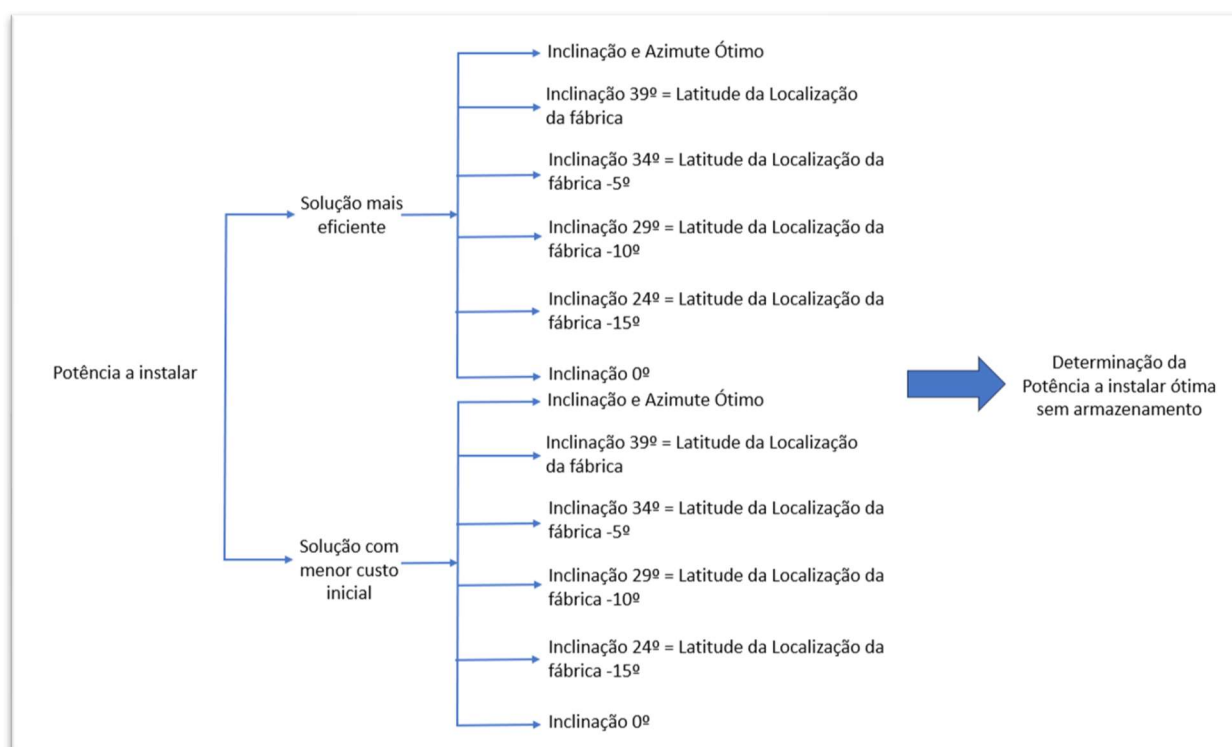 Potência a instalar
Solução mais
eficiente
Inclinação e Azimute Ótimo
Inclinação 39º = Latitude da Localização
da fábrica
Inclinação 34º = Latitude da Localização da
fábrica -5º
Inclinação 29º = Latitude da Localização da
fábrica -10º
Inclinação 24º = Latitude da Localização da
fábrica -15º
Inclinação 0º
Solução com
menor custo
inicial
Inclinação e Azimute Ótimo
Inclinação 39º = Latitude da Localização
da fábrica
Inclinação 34º = Latitude da Localização da
fábrica -5º
Inclinação 29º = Latitude da Localização da
fábrica -10º
Inclinação 24º = Latitude da Localização da
fábrica -15º
Inclinação 0º
Determinação da
Potência a instalar ótima
sem armazenamento